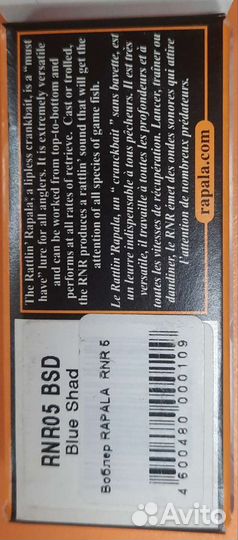 The Rattlin' Rapala, a lipless crankbait, is a "must
have" lure for all anglers. It is extremely versatile
and can be worked from top-to-bottom and
performs at all rates of retrieve. Cast or trolled,
the RNR produces a rattlin' sound that will get the
attention of all species of game fish.
Le Rattlin'Rapala, un "crankbait" sans bavette, est
un leurre indispensable à tous pêcheurs. Il est très
versatile, il travaille à toutes les profondeurs et à
toutes les vitesses de récupération. Lancer, trainer ou
dandiner, le RNR émet des ondes sonores qui attire
l'attention de nombreux prédateurs.
rapala.com
RNR05 BSD
Blue Shad
Воблер RAPALA RNR 5
4 600480 000109
Avito